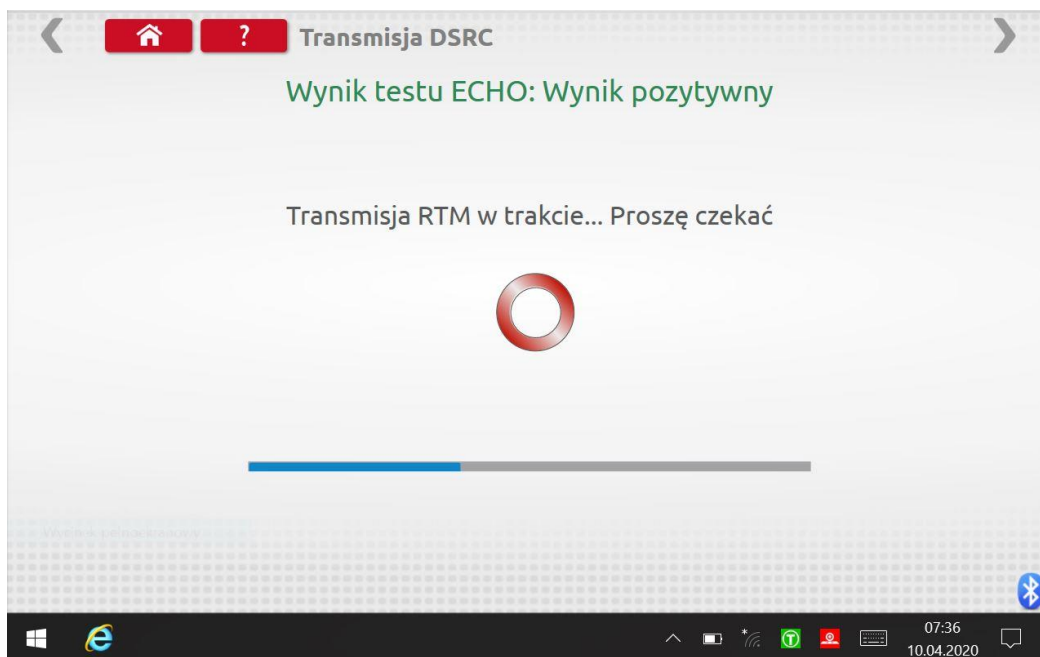 ? Transmisja DSRC
Wynik testu ECHO: Wynik pozytywny
Transmisja RTM w trakcie... Proszę czekać
07:36
10.04.2020